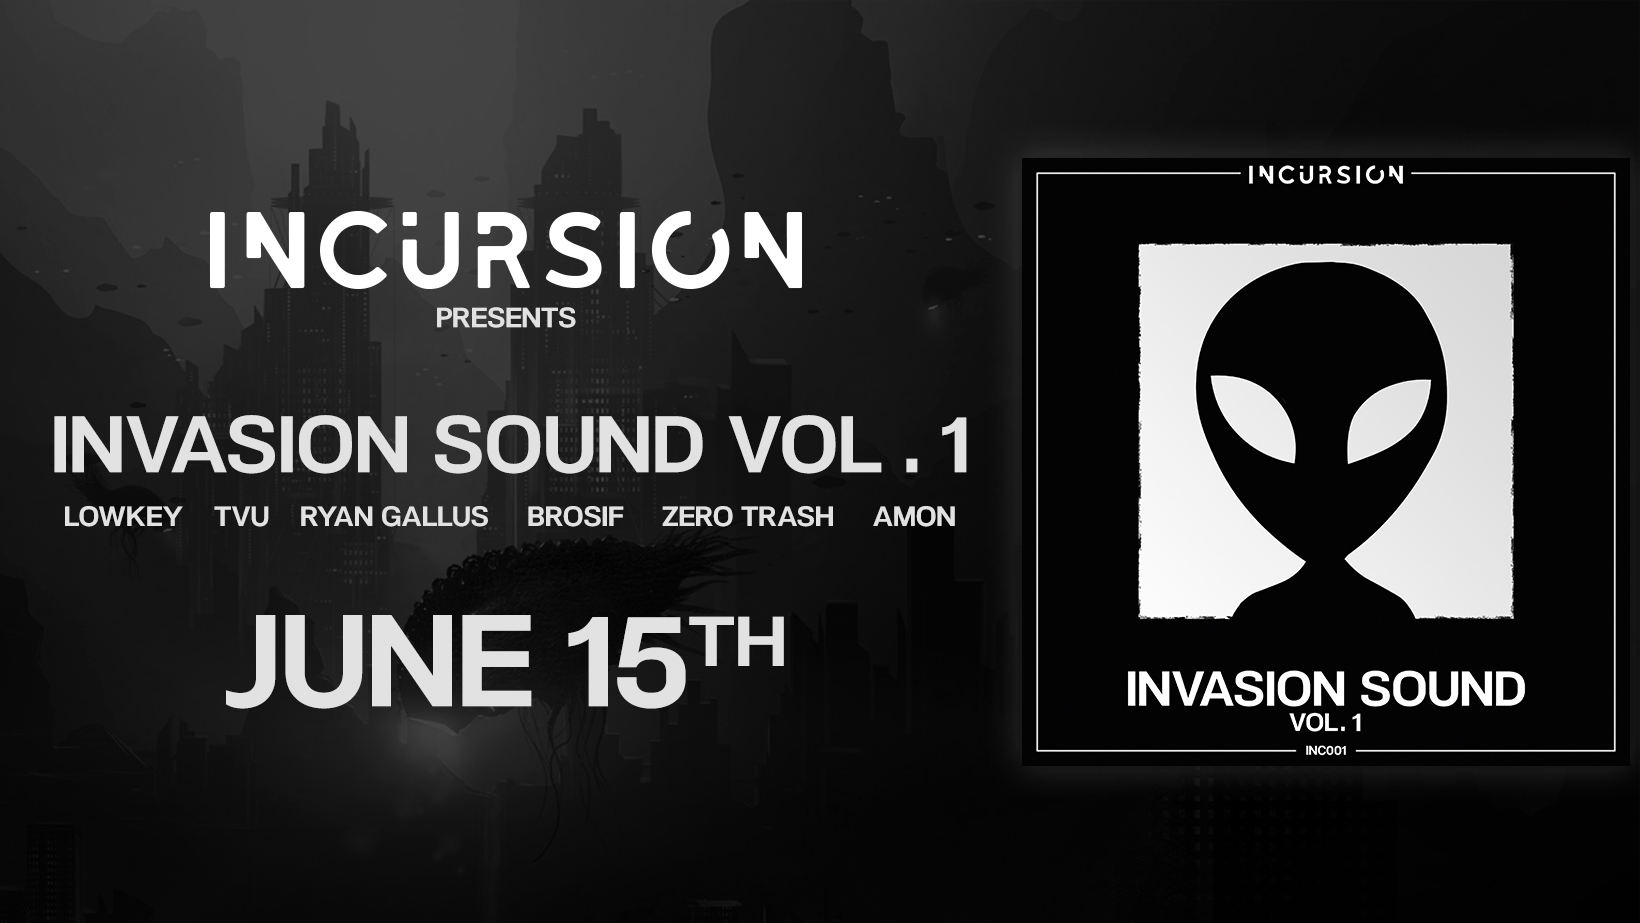 INCURSION
PRESENTS
INVASION SOUND VOL . 1
LOWKEY TVU RYAN GALLUS BROSIF ZERO TRASH AMON
JUNE 15TH
INCURSION
INVASION SOUND
VOL. 1
INC001